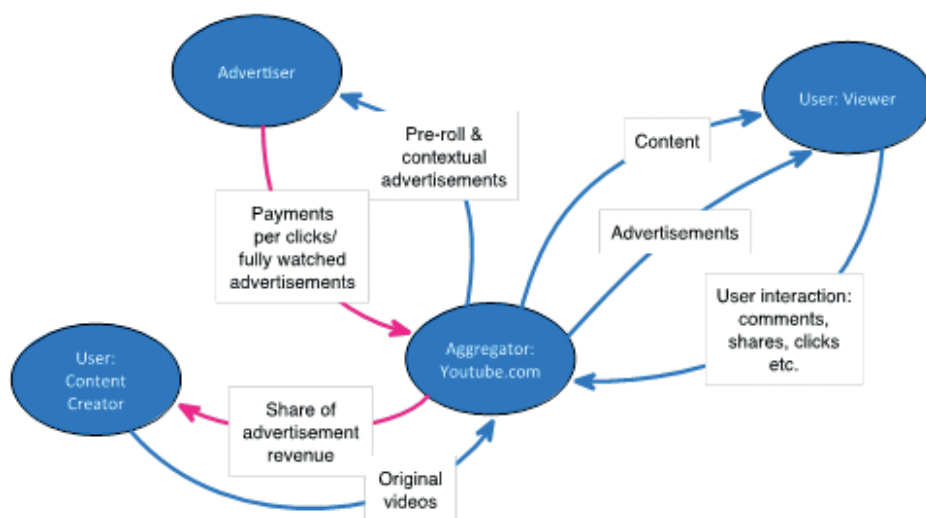 Advertiser
User: Viewer
Pre-roll &
contextual
advertisements
Content
Payments
per clicks/
fully watched
advertisements
Advertisements
User interaction:
comments,
shares, clicks
etc.
Aggregator:
Youtube.com
User:
Content
Creator
Share of
advertisement
revenue
Original
videos